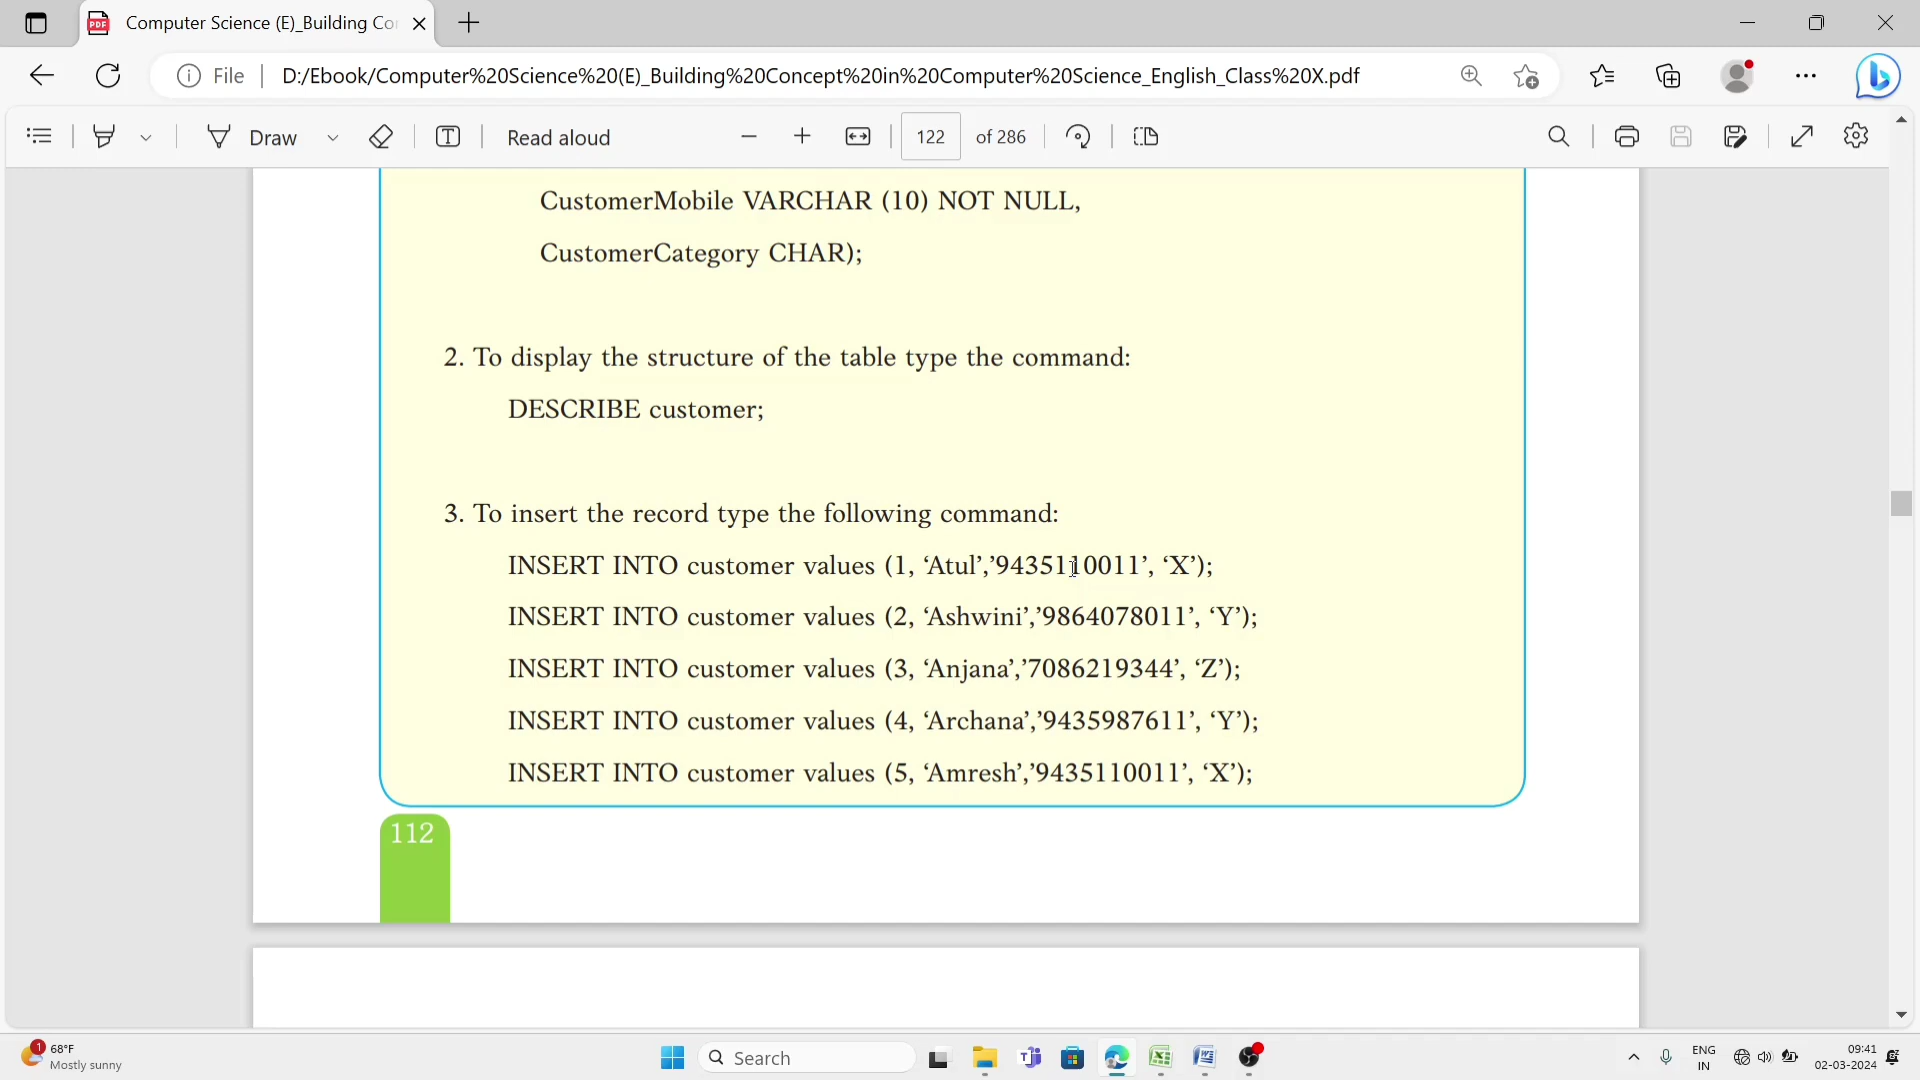 Computer Science (E)_Building Co
File
D:/Ebook/Computer%20Science%20(E)_Building%20Concept%20in%20Computer%20Science_English_Class%20X.pdf
Draw
Read aloud
122
of 286
CustomerMobile VARCHAR (10) NOT NULL,
CustomerCategory CHAR);
2. To display the structure of the table type the command:
DESCRIBE customer;
3. To insert the record type the following command:
INSERT INTO customer values (1, ‘Atul’,’9435110011’, ‘X’);
INSERT INTO customer values (2, ‘Ashwini’,’9864078011’, ‘Y’);
INSERT INTO customer values (3, ‘Anjana’,’7086219344’, ‘Z’);
INSERT INTO customer values (4, ‘Archana’,’9435987611’, ‘Y’);
INSERT INTO customer values (5, ‘Amresh’,’9435110011’, ‘X’);
112
1
68°F
Mostly sunny
Search
ENG
IN
09:41
02-03-2024